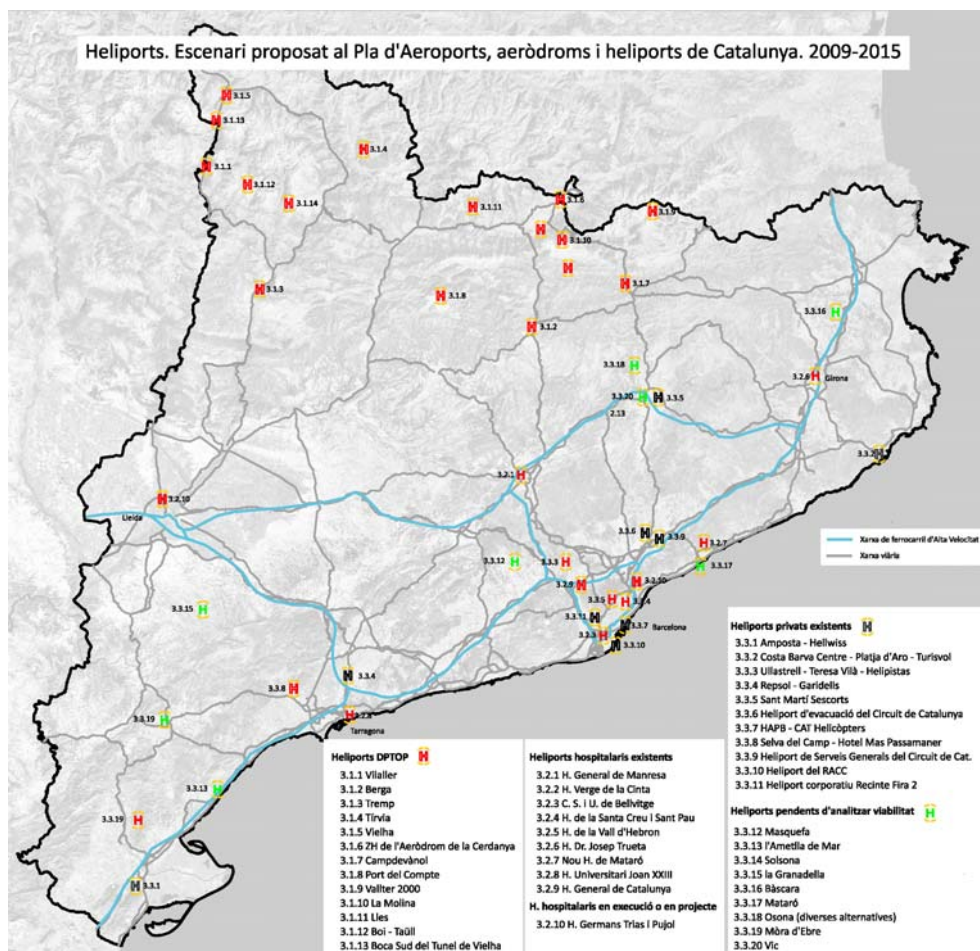 Heliports. Escenari proposat al Pla d'Aeroports, aeròdroms i heliports de Catalunya. 2009-2015
3.1.5
3.1.13
3.1.4
3.1.1
3.1.12
3.1.14
3.1.11
3.1.6
3.1.9
3.1.10
3.1.3
3.1.8
3.1.7
3.1.2
3.3.16
3.3.18
3.2.6
Girona
3.3.20
3.3.5
2.13
3.3.2
3.2.1
3.2.10
Lleida
3.3.6
3.3.9
3.2.7
3.3.12
3.3.3
3.3.17
3.2.9
3.2.10
3.3.15
3.3.11
3.3.7
Barcelona
3.2.3
3.3.10
3.3.4
3.3.8
3.3.19
3.2.8
Tarragona
3.3.13
3.3.19
3.3.1
Xarxa de ferrocarril d'Alta Velocitat
Xarxa viària
Heliports DPTOP H
3.1.1 Vilaller
3.1.2 Berga
3.1.3 Tremp
3.1.4 Tírvia
3.1.5 Vielha
3.1.6 ZH de l'Aeròdrom de la Cerdanya
3.1.7 Campdevànol
3.1.8 Port del Compte
3.1.9 Vallter 2000
3.1.10 La Molina
3.1.11 Lles
3.1.12 Boi - Taüll
3.1.13 Boca Sud del Tunel de Vielha
Heliports hospitalaris existents
3.2.1 H. General de Manresa
3.2.2 H. Verge de la Cinta
3.2.3 C. S. i U. de Bellvitge
3.2.4 H. de la Santa Creu i Sant Pau
3.2.5 H. de la Vall d'Hebron
3.2.6 H. Dr. Josep Trueta
3.2.7 Nou H. de Mataró
3.2.8 H. Universitari Joan XXIII
3.2.9 H. General de Catalunya
H. hospitalaris en execució o en projecte
3.2.10 H. Germans Trias i Pujol
Heliports privats existents H
3.3.1 Amposta - Hellwiss
3.3.2 Costa Barva Centre - Platja d'Aro - Turisvol
3.3.3 Ullastrell - Teresa Vilà - Helipistas
3.3.4 Repsol - Garidells
3.3.5 Sant Martí Sescorts
3.3.6 Heliport d'evacuació del Circuit de Catalunya
3.3.7 HAPB - CAT Helicòpters
3.3.8 Selva del Camp - Hotel Mas Passamaner
3.3.9 Heliport de Serveis Generals del Circuit de Cat.
3.3.10 Heliport del RACC
3.3.11 Heliport corporatiu Recinte Fira 2
Heliports pendents d'analitzar viabilitat H
3.3.12 Masquefa
3.3.13 l'Ametlla de Mar
3.3.14 Solsona
3.3.15 la Granadella
3.3.16 Bàscara
3.3.17 Mataró
3.3.18 Osona (diverses alternatives)
3.3.19 Mòra d'Ebre
3.3.20 Vic